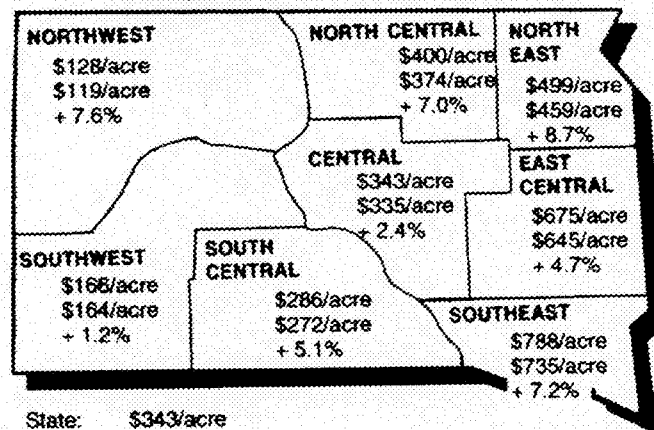 NORTHWEST
$128/acre
$119/acre
+ 7.6%
NORTH CENTRAL
$400/acre
$374/acre
+ 7.0%
NORTH
EAST
$499/acre
$459/acre
+ 8.7%
CENTRAL
$343/acre
$335/acre
+ 2.4%
EAST
CENTRAL
$675/acre
$645/acre
+ 4.7%
SOUTHWEST
$166/acre
$164/acre
+ 1.2%
SOUTH
CENTRAL
$286/acre
$272/acre
+ 5.1%
SOUTHEAST
$788/acre
$735/acre
+ 7.2%
State: $343/acre